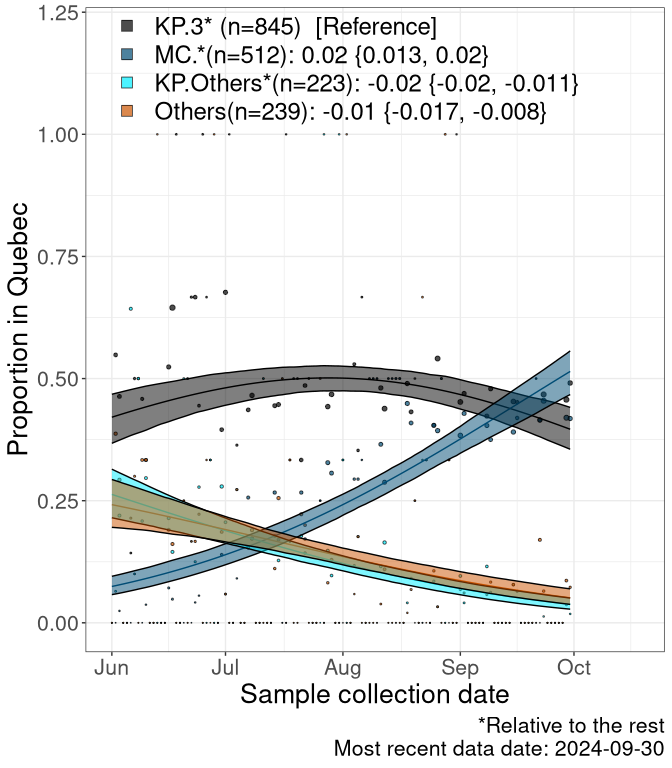 1.25
KP.3* (n=845)  [Reference]
MC.*(n=512): 0.02 {0.013, 0.02}
KP.Others*(n=223): -0.02 {-0.02, -0.011}
Others(n=239): -0.01 {-0.017, -0.008}
1.00
0.75
0.50
0.25
0.00
Proportion in Quebec
Jun Jul Aug Sep Oct
Sample collection date
*Relative to the rest
Most recent data date: 2024-09-30